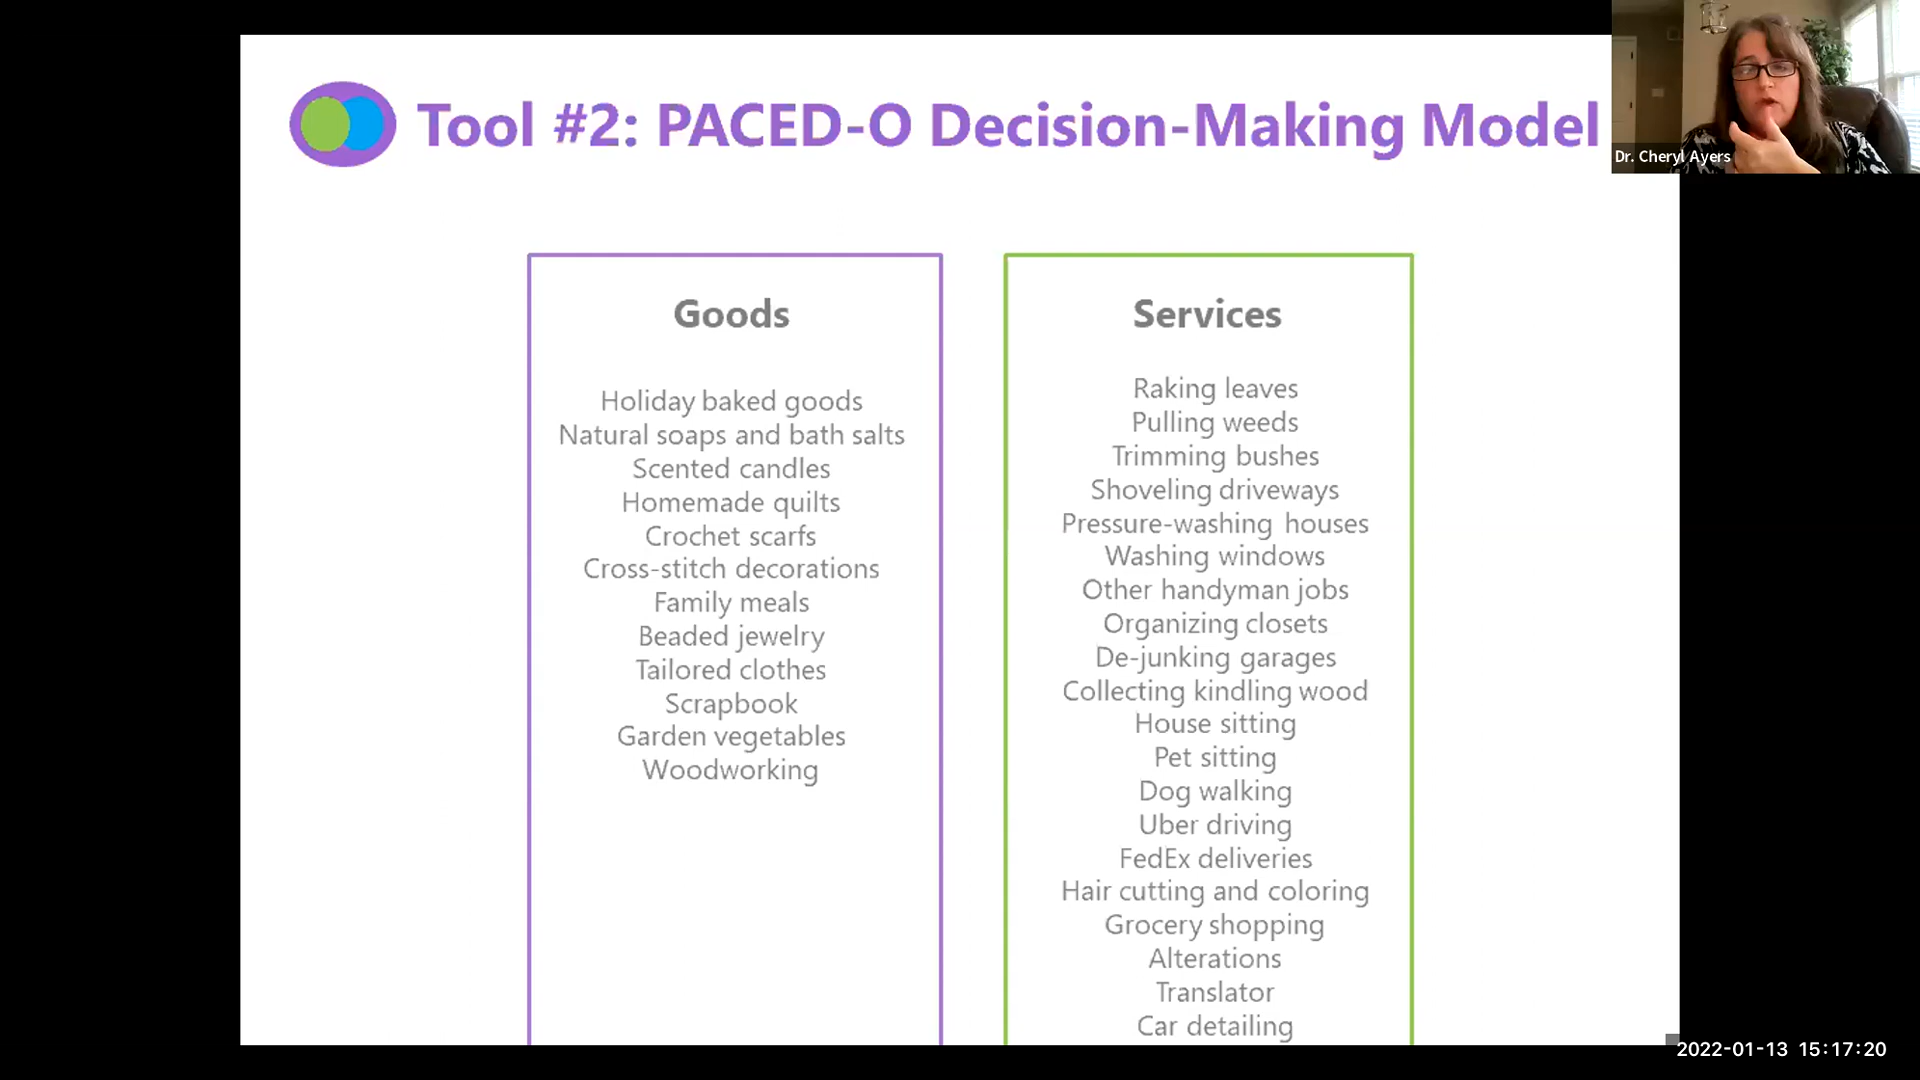 Tool #2: PACED-O Decision-Making Model
Dr. Cheryl Ayers
Goods
Holiday baked goods
Natural soaps and bath salts
Scented candles
Homemade quilts
Crochet scarfs
Cross-stitch decorations
Family meals
Beaded jewelry
Tailored clothes
Scrapbook
Garden vegetables
Woodworking
Services
Raking leaves
Pulling weeds
Trimming bushes
Shoveling driveways
Pressure-washing houses
Washing windows
Other handyman jobs
Organizing closets
De-junking garages
Collecting kindling wood
House sitting
Pet sitting
Dog walking
Uber driving
FedEx deliveries
Hair cutting and coloring
Grocery shopping
Alterations
Translator
Car detailing
2022-01-13 15:17:20